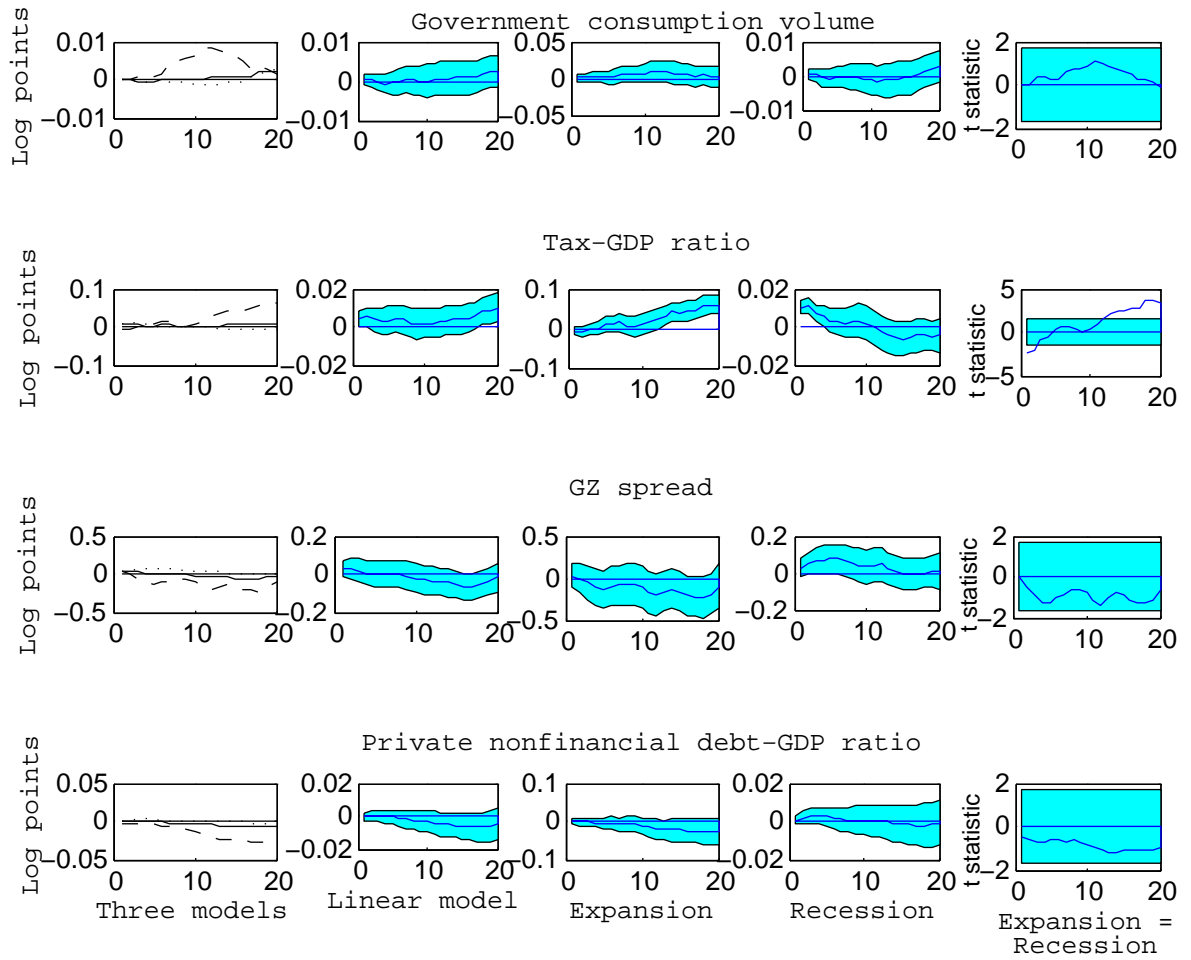 Government consumption volume
Log points
0.01 0 −0.01 0 10 20
0.01 0 −0.01 0 10 20
0.05 0 −0.05 0 10 20
0.01 0 −0.01 0 10 20
t statistic
2 0 −2 0 10 20
Tax−GDP ratio
Log points
0.1 0 −0.1 0 10 20
0.02 0 −0.02 0 10 20
0.1 0 −0.1 0 10 20
0.02 0 −0.02 0 10 20
t statistic
5 0 −5 0 10 20
GZ spread
Log points
0.5 0 −0.5 0 10 20
0.2 0 −0.2 0 10 20
0.5 0 −0.5 0 10 20
0.2 0 −0.2 0 10 20
t statistic
2 0 −2 0 10 20
Private nonfinancial debt−GDP ratio
Log points
0.05 0 −0.05 0 10 20
0.02 0 −0.02 0 10 20
0.1 0 −0.1 0 10 20
0.02 0 −0.02 0 10 20
t statistic
2 0 −2 0 10 20
Three models
Linear model
Expansion
Recession
Expansion =
Recession